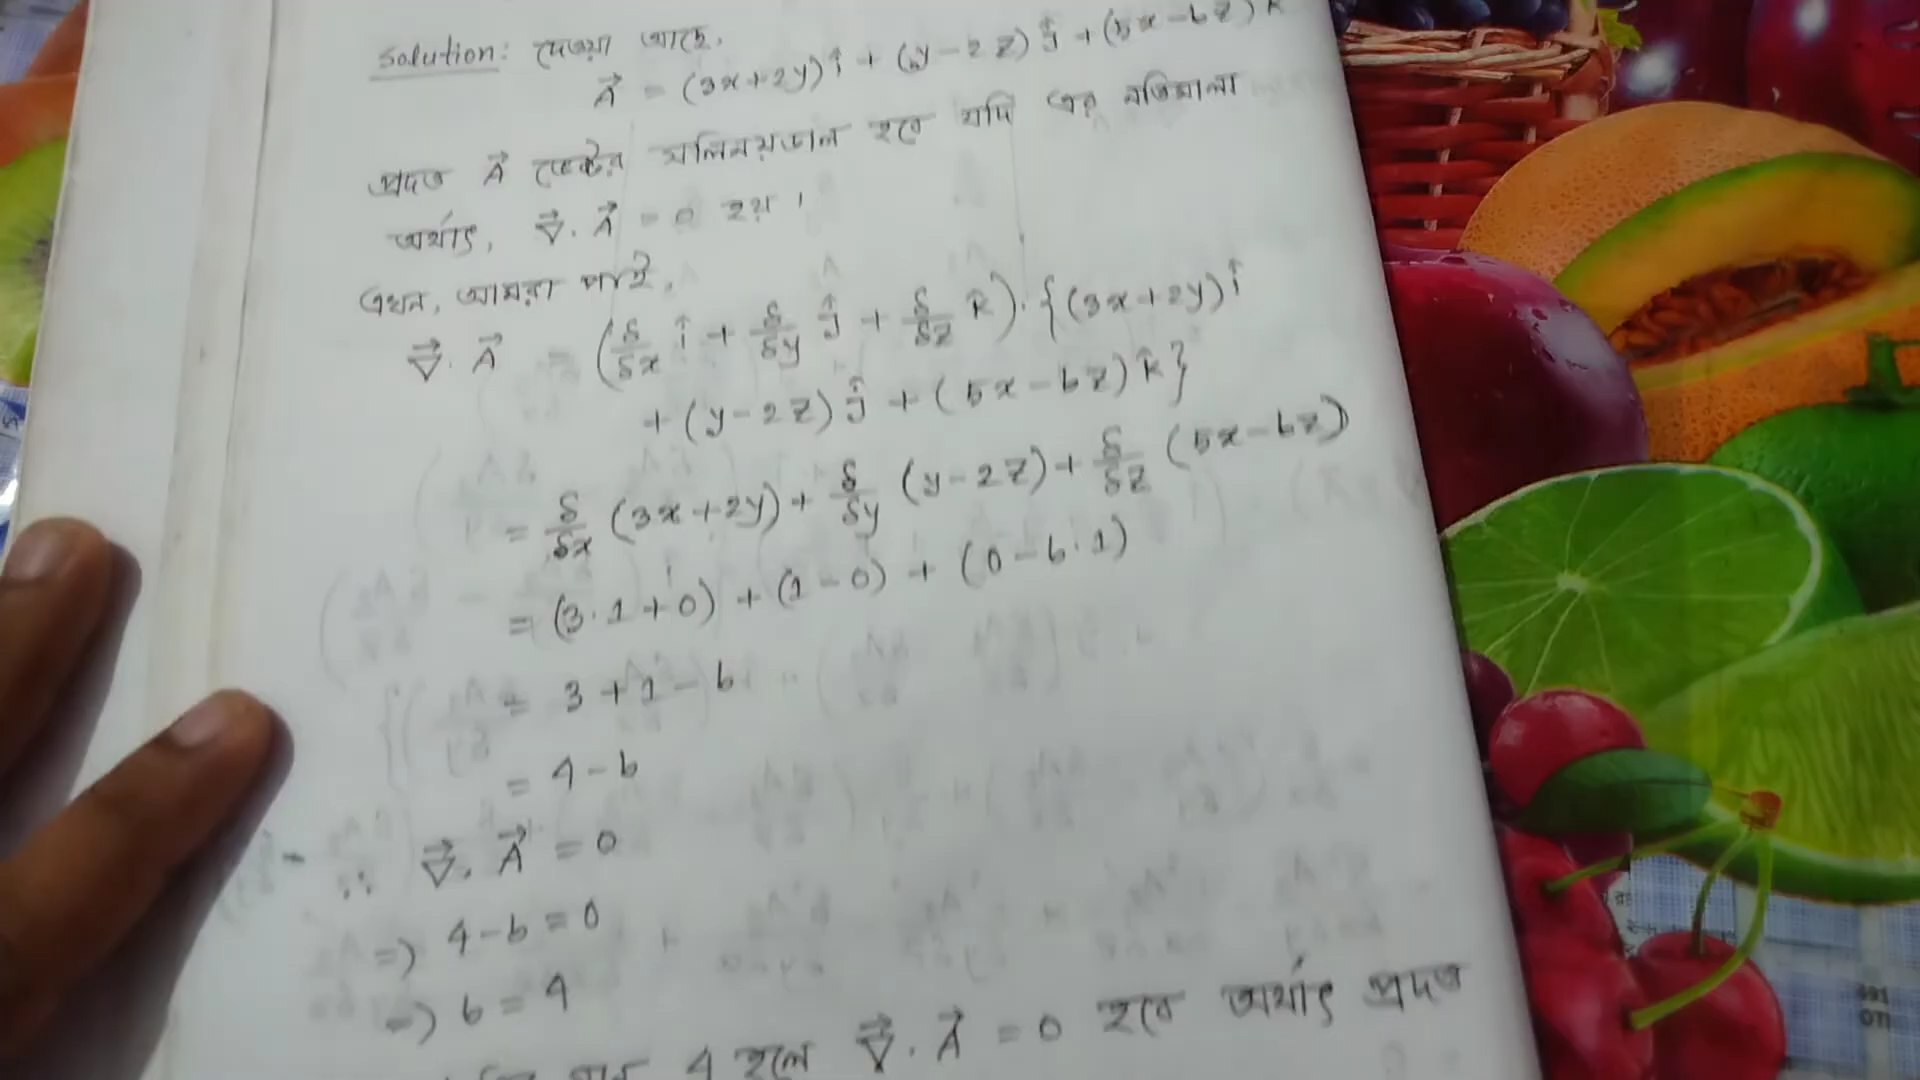 Solution: দেওয়া আছে,
A⃗ = (3x+2y)î + (y-2z)ĵ + (5x-bz)k̂
প্রদত্ত A⃗ ভেক্টর সলিনয়ডাল হবে যদি এর
অর্থাৎ, ∇⃗. A⃗ = 0 হয়।
এখন, আমরা পাই,
∇⃗. A⃗ = (δ/δx î + δ/δy ĵ + δ/δz k̂).{(3x+2y)î
+ (y-2z)ĵ + (5x-bz)k̂}
= δ/δx (3x+2y) + δ/δy (y-2z) + δ/δz (5x-bz)
= (3.1+0) + (1-0) + (0-b.1)
= 3+1-b
= 4-b
∴ ∇⃗. A⃗ = 0
=) 4-b=0
=) b = 4
মান 4 হলে ∇⃗. A⃗ = 0 হবে অর্থাৎ প্রদত্ত